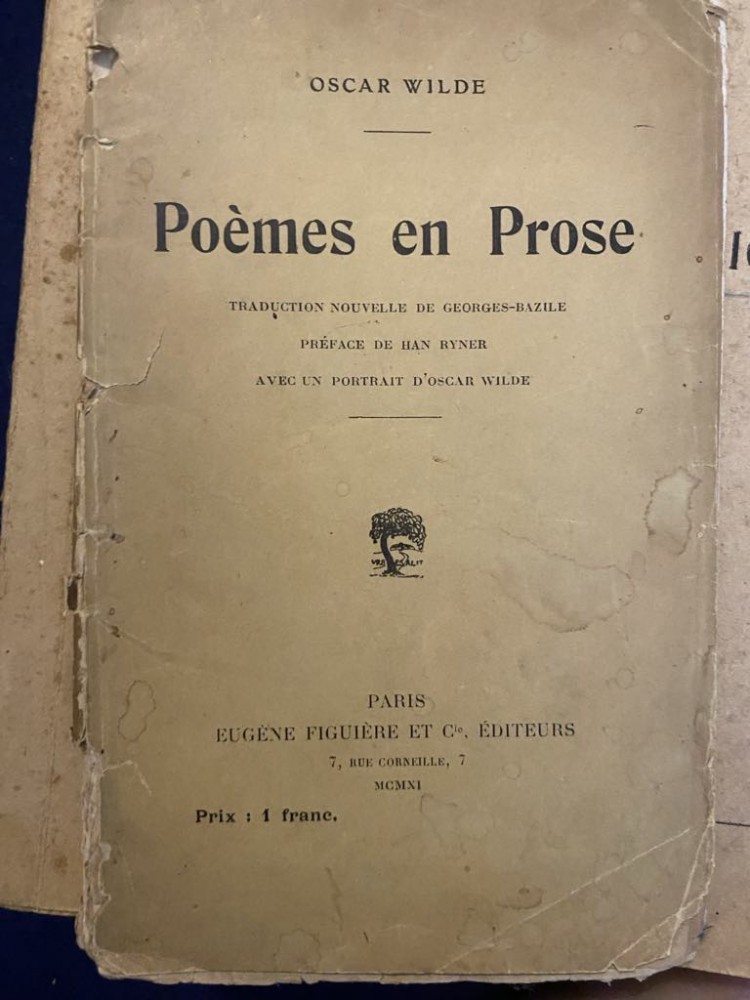 OSCAR WILDE
Poèmes en Prose
TRADUCTION NOUVELLE DE GEORGES-BAZILE
PRÉFACE DE HAN RYNER
AVEC UN PORTRAIT D'OSCAR WILDE
PARIS
EUGÈNE FIGUIÈRE ET Cie, ÉDITEURS
7, RUE CORNEILLE, 7
MCMXI
Prix : 1 franc.